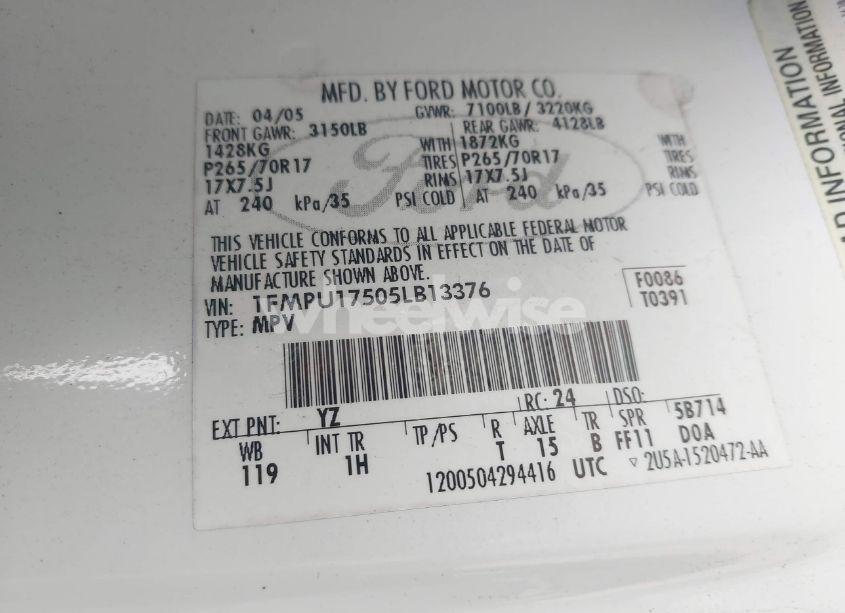 MFD. BY FORD MOTOR CO.
DATE: 04/05 GVWR: 7100LB / 3220KG
FRONT GAWR: 3150LB REAR GAWR: 4128LB
1428KG WITH 1872KG WITH
P265/70R17 TIRES P265/70R17 TIRES
17X7.5J RIMS 17X7.5J RIMS
AT 240 kPa/35 PSI COLD AT 240 kPa/35 PSI COLD
Ford
THIS VEHICLE CONFORMS TO ALL APPLICABLE FEDERAL MOTOR
VEHICLE SAFETY STANDARDS IN EFFECT ON THE DATE OF
MANUFACTURE SHOWN ABOVE.
VIN: 1FMPU17505LB13376 F0086
TYPE: MPV T0391
wheelwise
EXT PNT: YZ RC: 24 DSO:
WB INT TR TP/PS R AXLE TR SPR 5B714
119 1H T 15 B FF11 D0A
1200504294416 UTC ▽ 2U5A-1520472-AA
INFORMATION
INFORMATION